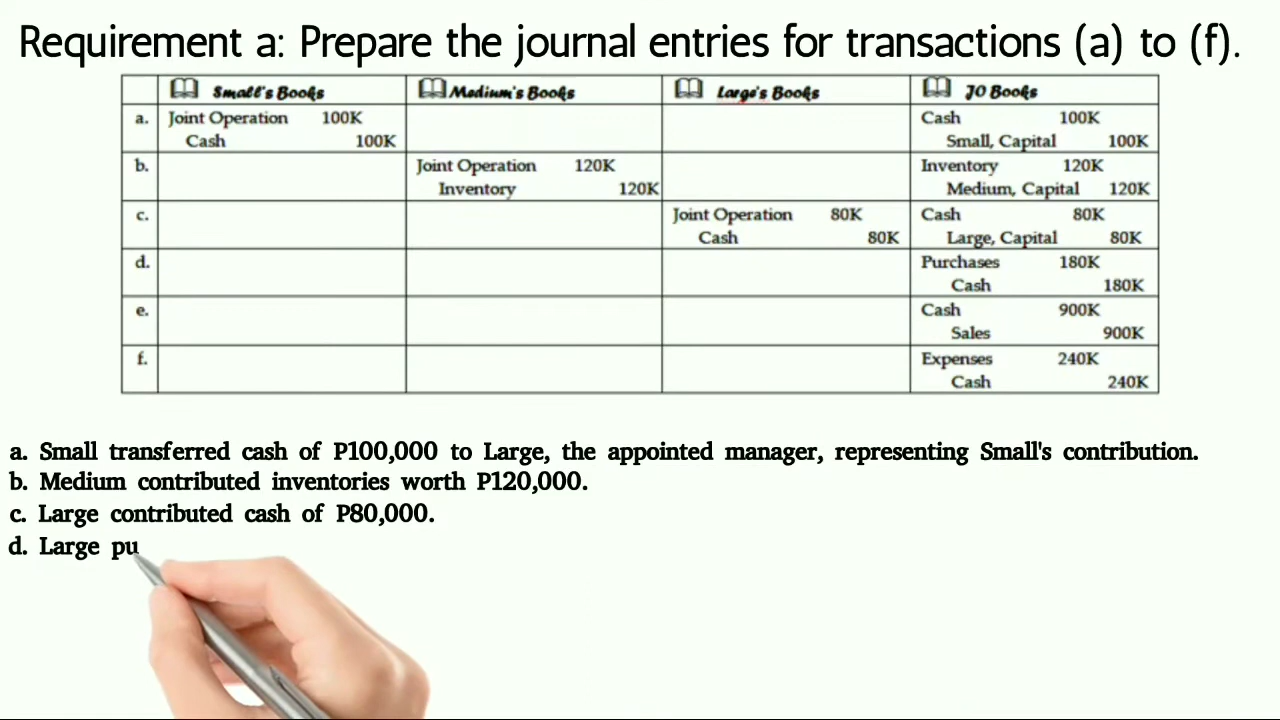 Requirement a: Prepare the journal entries for transactions (a) to (f).
Small's Books Medium's Books Large's Books JO Books
a. Joint Operation 100K Cash 100K
Cash 100K Small, Capital 100K
b. Joint Operation 120K Inventory 120K
Inventory 120K Medium, Capital 120K
c. Joint Operation 80K Cash 80K
Cash 80K Large, Capital 80K
d. Purchases 180K
Cash 180K
e. Cash 900K
Sales 900K
f. Expenses 240K
Cash 240K
a. Small transferred cash of P100,000 to Large, the appointed manager, representing Small's contribution.
b. Medium contributed inventories worth P120,000.
c. Large contributed cash of P80,000.
d. Large pu